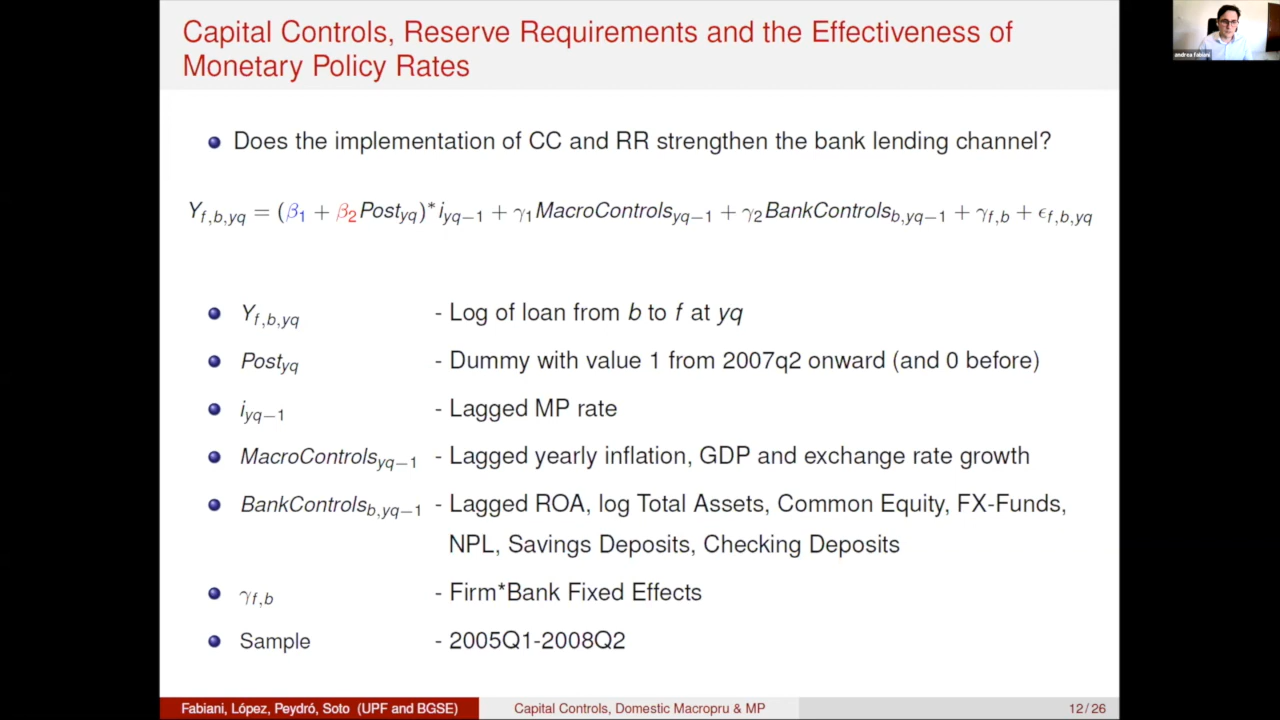 Capital Controls, Reserve Requirements and the Effectiveness of
Monetary Policy Rates
Does the implementation of CC and RR strengthen the bank lending channel?
Y_{f,b,yq} = (β₁ + β₂Post_{yq})*i_{yq−1} + γ₁MacroControls_{yq−1} + γ₂BankControls_{b,yq−1} + γ_{f,b} + ϵ_{f,b,yq}
Y_{f,b,yq} - Log of loan from b to f at yq
Post_{yq} - Dummy with value 1 from 2007q2 onward (and 0 before)
i_{yq−1} - Lagged MP rate
MacroControls_{yq−1} - Lagged yearly inflation, GDP and exchange rate growth
BankControls_{b,yq−1} - Lagged ROA, log Total Assets, Common Equity, FX-Funds,
NPL, Savings Deposits, Checking Deposits
γ_{f,b} - Firm*Bank Fixed Effects
Sample - 2005Q1-2008Q2
Fabiani, López, Peydró, Soto (UPF and BGSE) Capital Controls, Domestic Macropru & MP 12/26
andrea fabiani